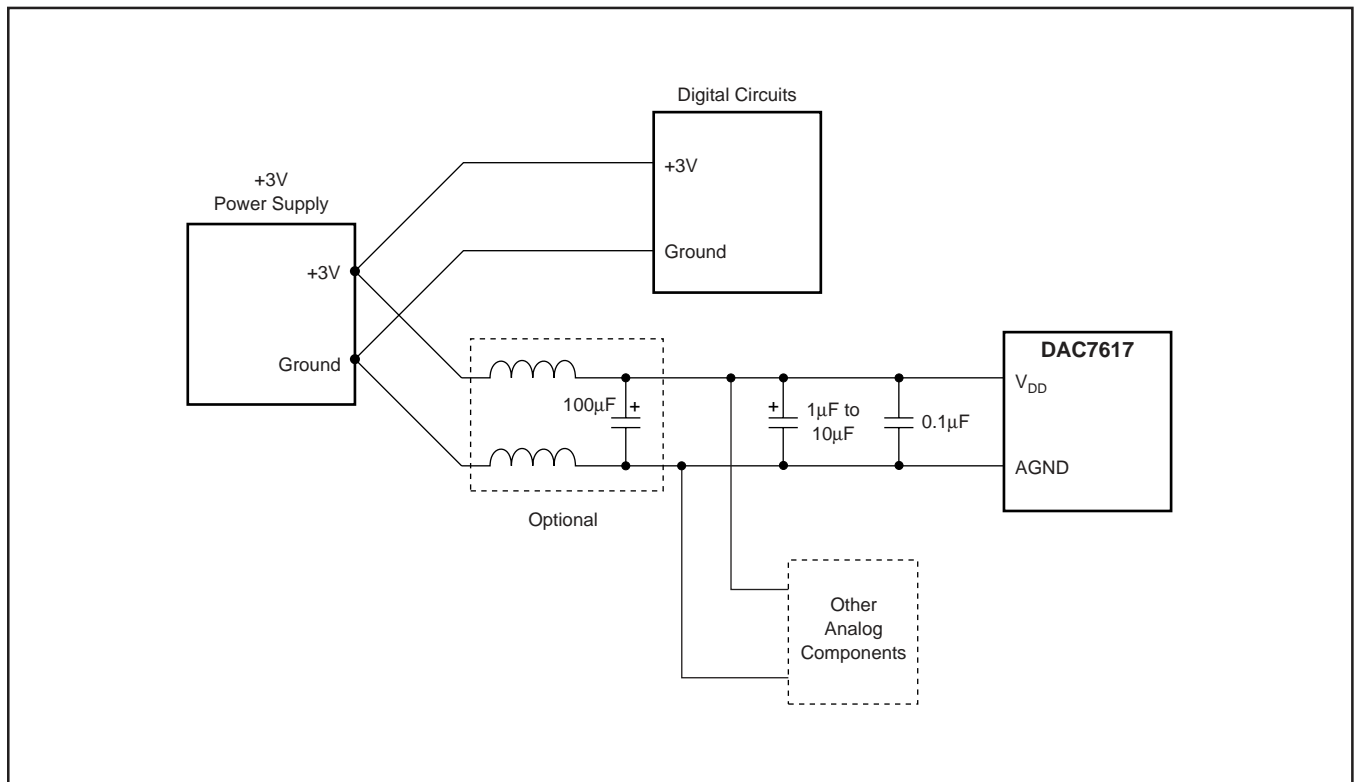 Digital Circuits
+3V
Ground
+3V
Power Supply
+3V
Ground
100μF
+
Optional
+
1μF to
10μF
0.1μF
DAC7617
VDD
AGND
Other
Analog
Components